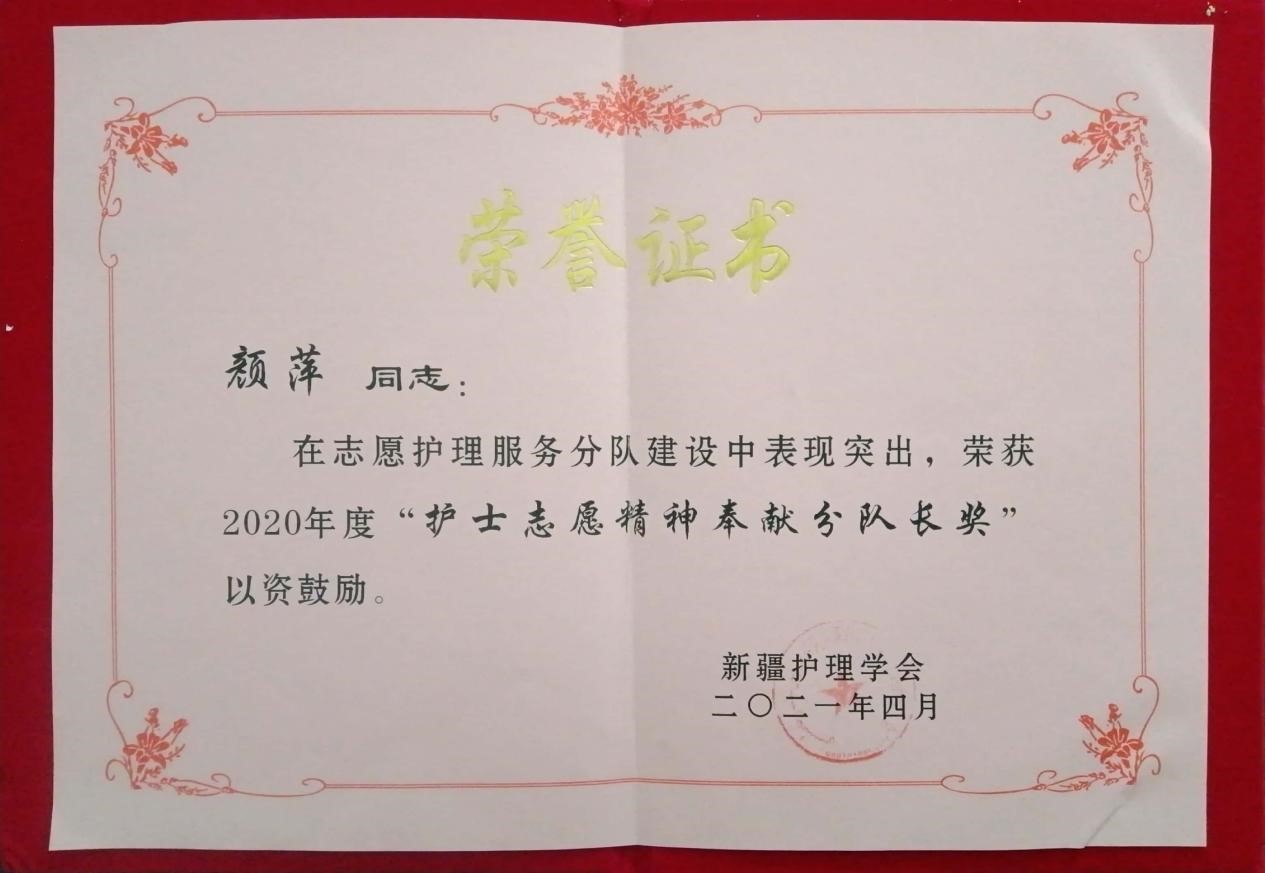 荣誉证书
颜萍 同志：
在志愿护理服务分队建设中表现突出，荣获
2020年度“护士志愿精神奉献分队长奖”
以资鼓励。
新疆护理学会
二〇二一年四月